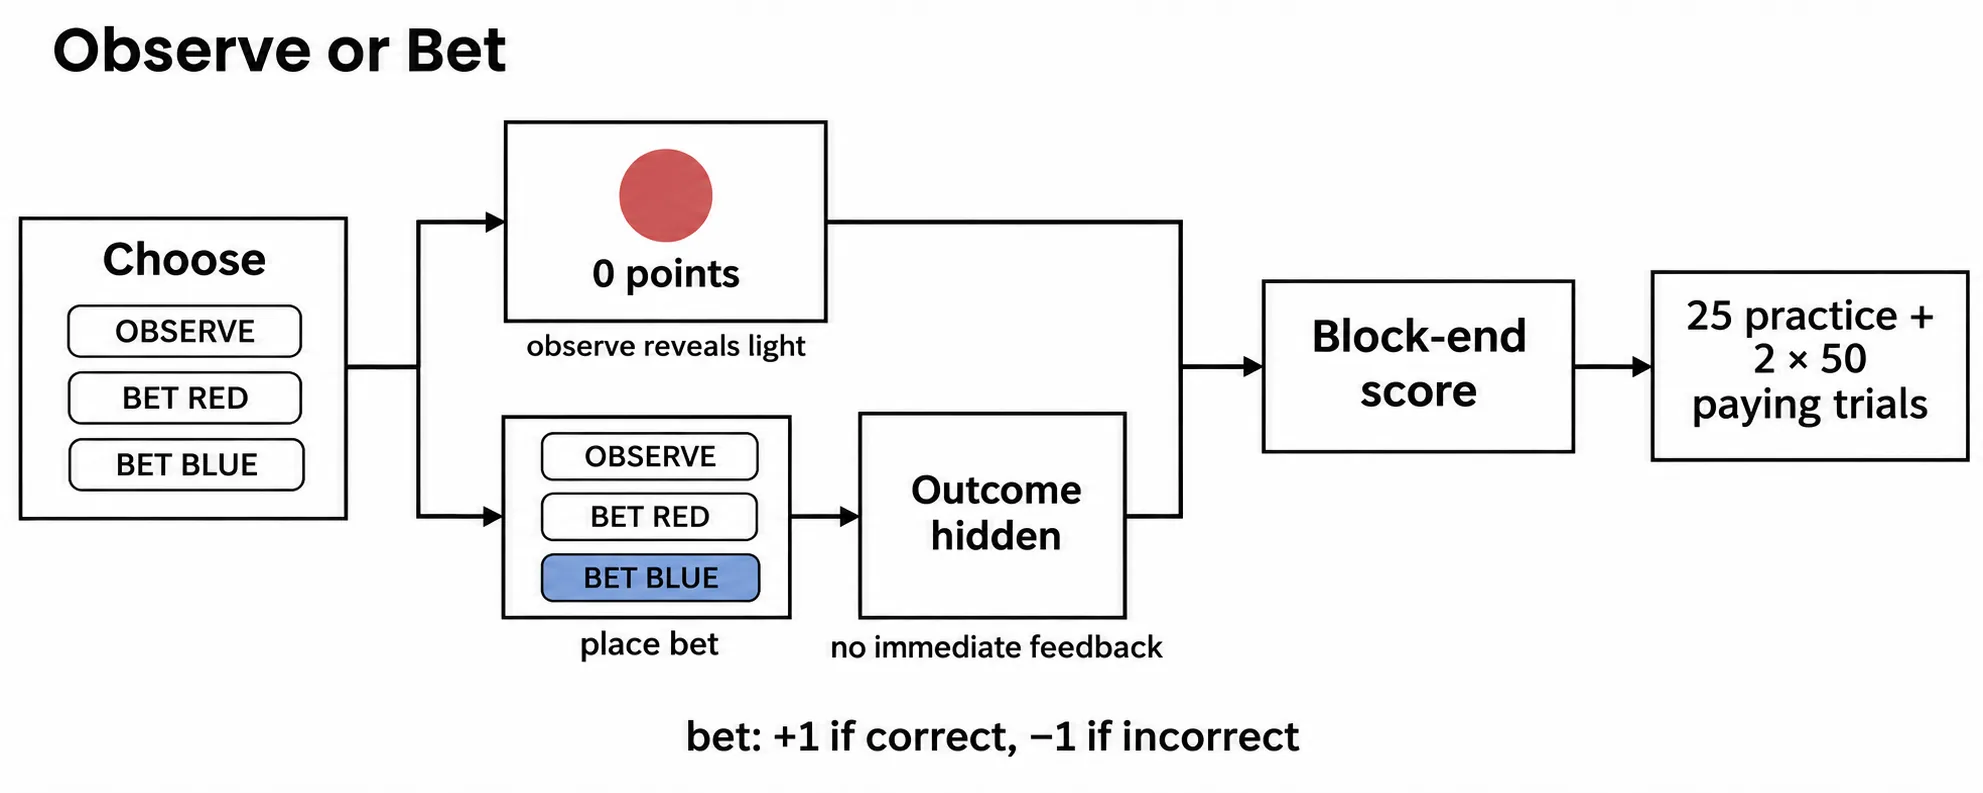 Observe or Bet
Choose
OBSERVE
BET RED
BET BLUE
0 points
observe reveals light
OBSERVE
BET RED
BET BLUE
place bet
Outcome
hidden
no immediate feedback
Block-end
score
25 practice +
2 × 50
paying trials
bet: +1 if correct, −1 if incorrect